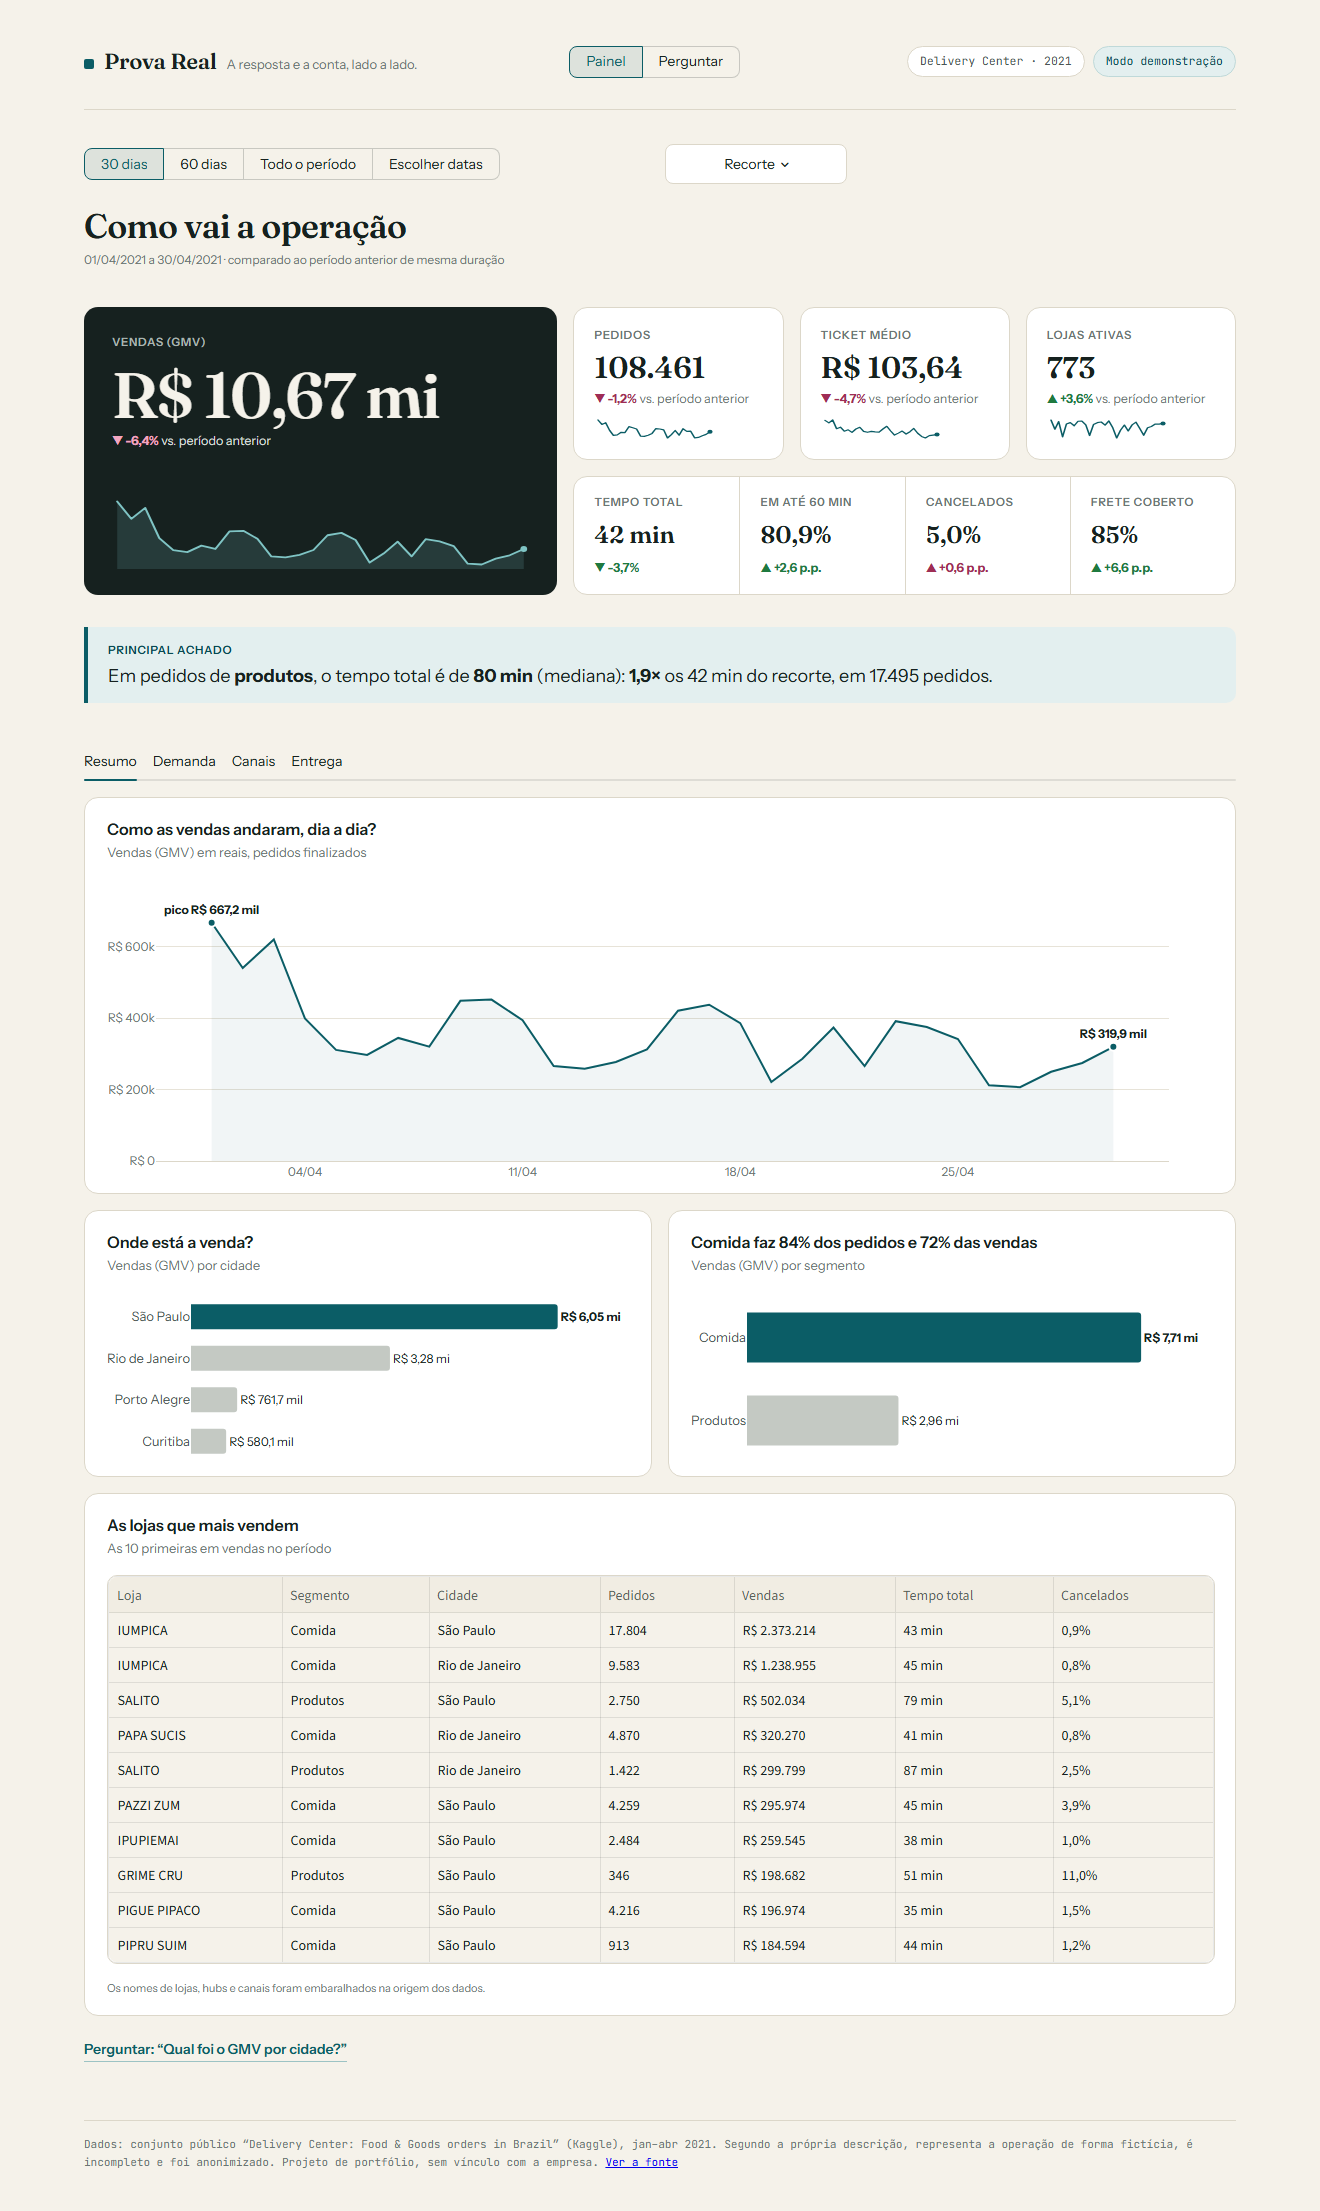 Prova Real A resposta e a conta, lado a lado.
Painel Perguntar
Delivery Center · 2021 Modo demonstração
30 dias 60 dias Todo o período Escolher datas
Recorte
Como vai a operação
01/04/2021 a 30/04/2021 · comparado ao período anterior de mesma duração
VENDAS (GMV)
R$ 10,67 mi
▼ -6,4% vs. período anterior
PEDIDOS
108.461
▼ -1,2% vs. período anterior
TICKET MÉDIO
R$ 103,64
▼ -4,7% vs. período anterior
LOJAS ATIVAS
773
▲ +3,6% vs. período anterior
TEMPO TOTAL
42 min
▼ -3,7%
EM ATÉ 60 MIN
80,9%
▲ +2,6 p.p.
CANCELADOS
5,0%
▲ +0,6 p.p.
FRETE COBERTO
85%
▲ +6,6 p.p.
PRINCIPAL ACHADO
Em pedidos de produtos, o tempo total é de 80 min (mediana): 1,9× os 42 min do recorte, em 17.495 pedidos.
Resumo Demanda Canais Entrega
Como as vendas andaram, dia a dia?
Vendas (GMV) em reais, pedidos finalizados
pico R$ 667,2 mil
R$ 600k
R$ 400k
R$ 319,9 mil
R$ 200k
R$ 0
04/04 11/04 18/04 25/04
Onde está a venda?
Vendas (GMV) por cidade
São Paulo R$ 6,05 mi
Rio de Janeiro R$ 3,28 mi
Porto Alegre R$ 761,7 mil
Curitiba R$ 580,1 mil
Comida faz 84% dos pedidos e 72% das vendas
Vendas (GMV) por segmento
Comida R$ 7,71 mi
Produtos R$ 2,96 mi
As lojas que mais vendem
As 10 primeiras em vendas no período
Loja Segmento Cidade Pedidos Vendas Tempo total Cancelados
IUMPICA Comida São Paulo 17.804 R$ 2.373.214 43 min 0,9%
IUMPICA Comida Rio de Janeiro 9.583 R$ 1.238.955 45 min 0,8%
SALITO Produtos São Paulo 2.750 R$ 502.034 79 min 5,1%
PAPA SUCIS Comida Rio de Janeiro 4.870 R$ 320.270 41 min 0,8%
SALITO Produtos Rio de Janeiro 1.422 R$ 299.799 87 min 2,5%
PAZZI ZUM Comida São Paulo 4.259 R$ 295.974 45 min 3,9%
IPUPIEMAI Comida São Paulo 2.484 R$ 259.545 38 min 1,0%
GRIME CRU Produtos São Paulo 346 R$ 198.682 51 min 11,0%
PIGUE PIPACO Comida São Paulo 4.216 R$ 196.974 35 min 1,5%
PIPRU SUIM Comida São Paulo 913 R$ 184.594 44 min 1,2%
Os nomes de lojas, hubs e canais foram embaralhados na origem dos dados.
Perguntar: “Qual foi o GMV por cidade?”
Dados: conjunto público “Delivery Center: Food & Goods orders in Brazil” (Kaggle), jan–abr 2021. Segundo a própria descrição, representa a operação de forma fictícia, é
incompleto e foi anonimizado. Projeto de portfólio, sem vínculo com a empresa. Ver a fonte